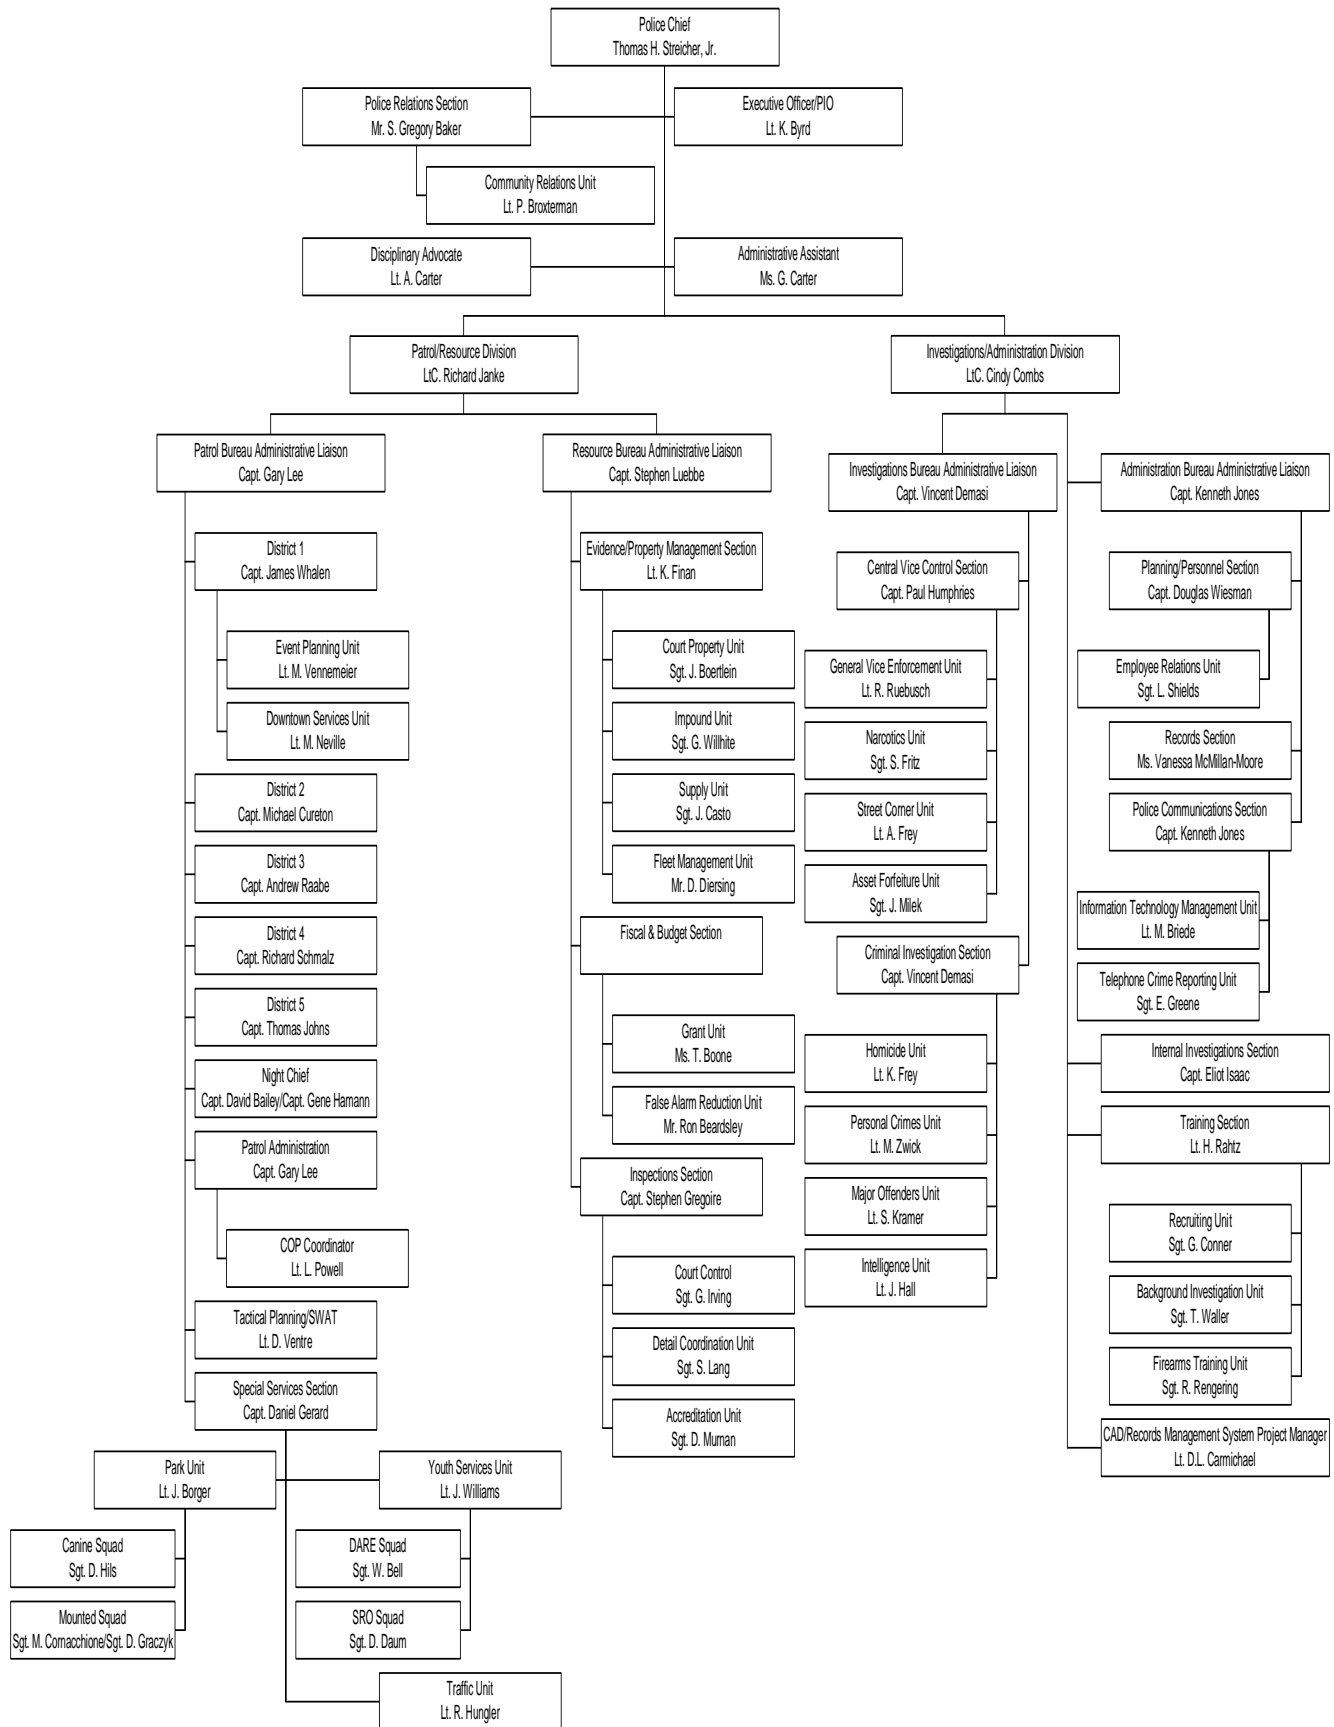 Police Chief
Thomas H. Streicher, Jr.
Police Relations Section
Mr. S. Gregory Baker
Executive Officer/PIO
Lt. K. Byrd
Community Relations Unit
Lt. P. Broxterman
Disciplinary Advocate
Lt. A. Carter
Administrative Assistant
Ms. G. Carter
Patrol/Resource Division
LtC. Richard Janke
Investigations/Administration Division
LtC. Cindy Combs
Patrol Bureau Administrative Liaison
Capt. Gary Lee
District 1
Capt. James Whalen
Event Planning Unit
Lt. M. Vennemeier
Downtown Services Unit
Lt. M. Neville
District 2
Capt. Michael Cureton
District 3
Capt. Andrew Raabe
District 4
Capt. Richard Schmalz
District 5
Capt. Thomas Johns
Night Chief
Capt. David Bailey/Capt. Gene Hamann
Patrol Administration
Capt. Gary Lee
COP Coordinator
Lt. L. Powell
Tactical Planning/SWAT
Lt. D. Ventre
Special Services Section
Capt. Daniel Gerard
Park Unit
Lt. J. Borger
Canine Squad
Sgt. D. Hils
Mounted Squad
Sgt. M. Cornacchione/Sgt. D. Graczyk
Youth Services Unit
Lt. J. Williams
DARE Squad
Sgt. W. Bell
SRO Squad
Sgt. D. Daum
Traffic Unit
Lt. R. Hungler
Resource Bureau Administrative Liaison
Capt. Stephen Luebbe
Evidence/Property Management Section
Lt. K. Finan
Court Property Unit
Sgt. J. Boertlein
Impound Unit
Sgt. G. Willhite
Supply Unit
Sgt. J. Casto
Fleet Management Unit
Mr. D. Diersing
Fiscal & Budget Section
Grant Unit
Ms. T. Boone
False Alarm Reduction Unit
Mr. Ron Beardsley
Inspections Section
Capt. Stephen Gregoire
Court Control
Sgt. G. Irving
Detail Coordination Unit
Sgt. S. Lang
Accreditation Unit
Sgt. D. Murnan
Investigations Bureau Administrative Liaison
Capt. Vincent Demasi
Central Vice Control Section
Capt. Paul Humphries
General Vice Enforcement Unit
Lt. R. Ruebusch
Narcotics Unit
Sgt. S. Fritz
Street Corner Unit
Lt. A. Frey
Asset Forfeiture Unit
Sgt. J. Milek
Criminal Investigation Section
Capt. Vincent Demasi
Homicide Unit
Lt. K. Frey
Personal Crimes Unit
Lt. M. Zwick
Major Offenders Unit
Lt. S. Kramer
Intelligence Unit
Lt. J. Hall
Administration Bureau Administrative Liaison
Capt. Kenneth Jones
Planning/Personnel Section
Capt. Douglas Wiesman
Employee Relations Unit
Sgt. L. Shields
Records Section
Ms. Vanessa McMillan-Moore
Police Communications Section
Capt. Kenneth Jones
Information Technology Management Unit
Lt. M. Briede
Telephone Crime Reporting Unit
Sgt. E. Greene
Internal Investigations Section
Capt. Eliot Isaac
Training Section
Lt. H. Rahtz
Recruiting Unit
Sgt. G. Conner
Background Investigation Unit
Sgt. T. Waller
Firearms Training Unit
Sgt. R. Rengering
CAD/Records Management System Project Manager
Lt. D.L. Carmichael